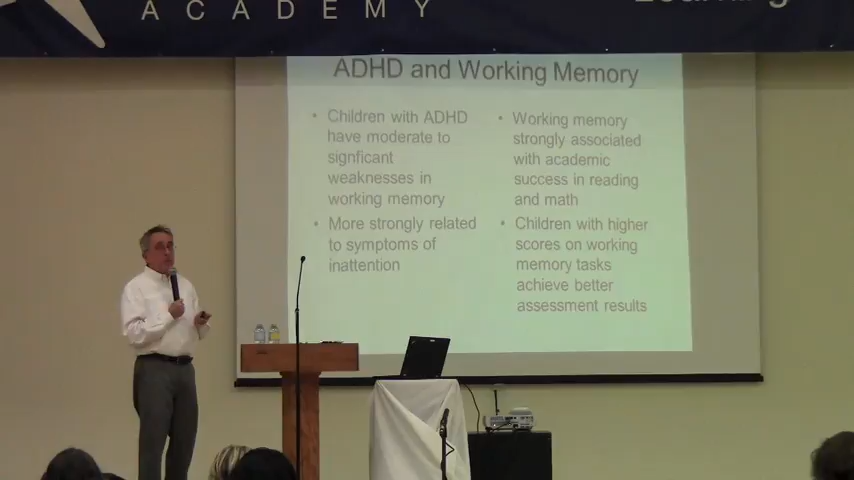 ACADEMY
Learning
ADHD and Working Memory
• Children with ADHD
have moderate to
signficant
weaknesses in
working memory
• More strongly related
to symptoms of
inattention
• Working memory
strongly associated
with academic
success in reading
and math
• Children with higher
scores on working
memory tasks
achieve better
assessment results